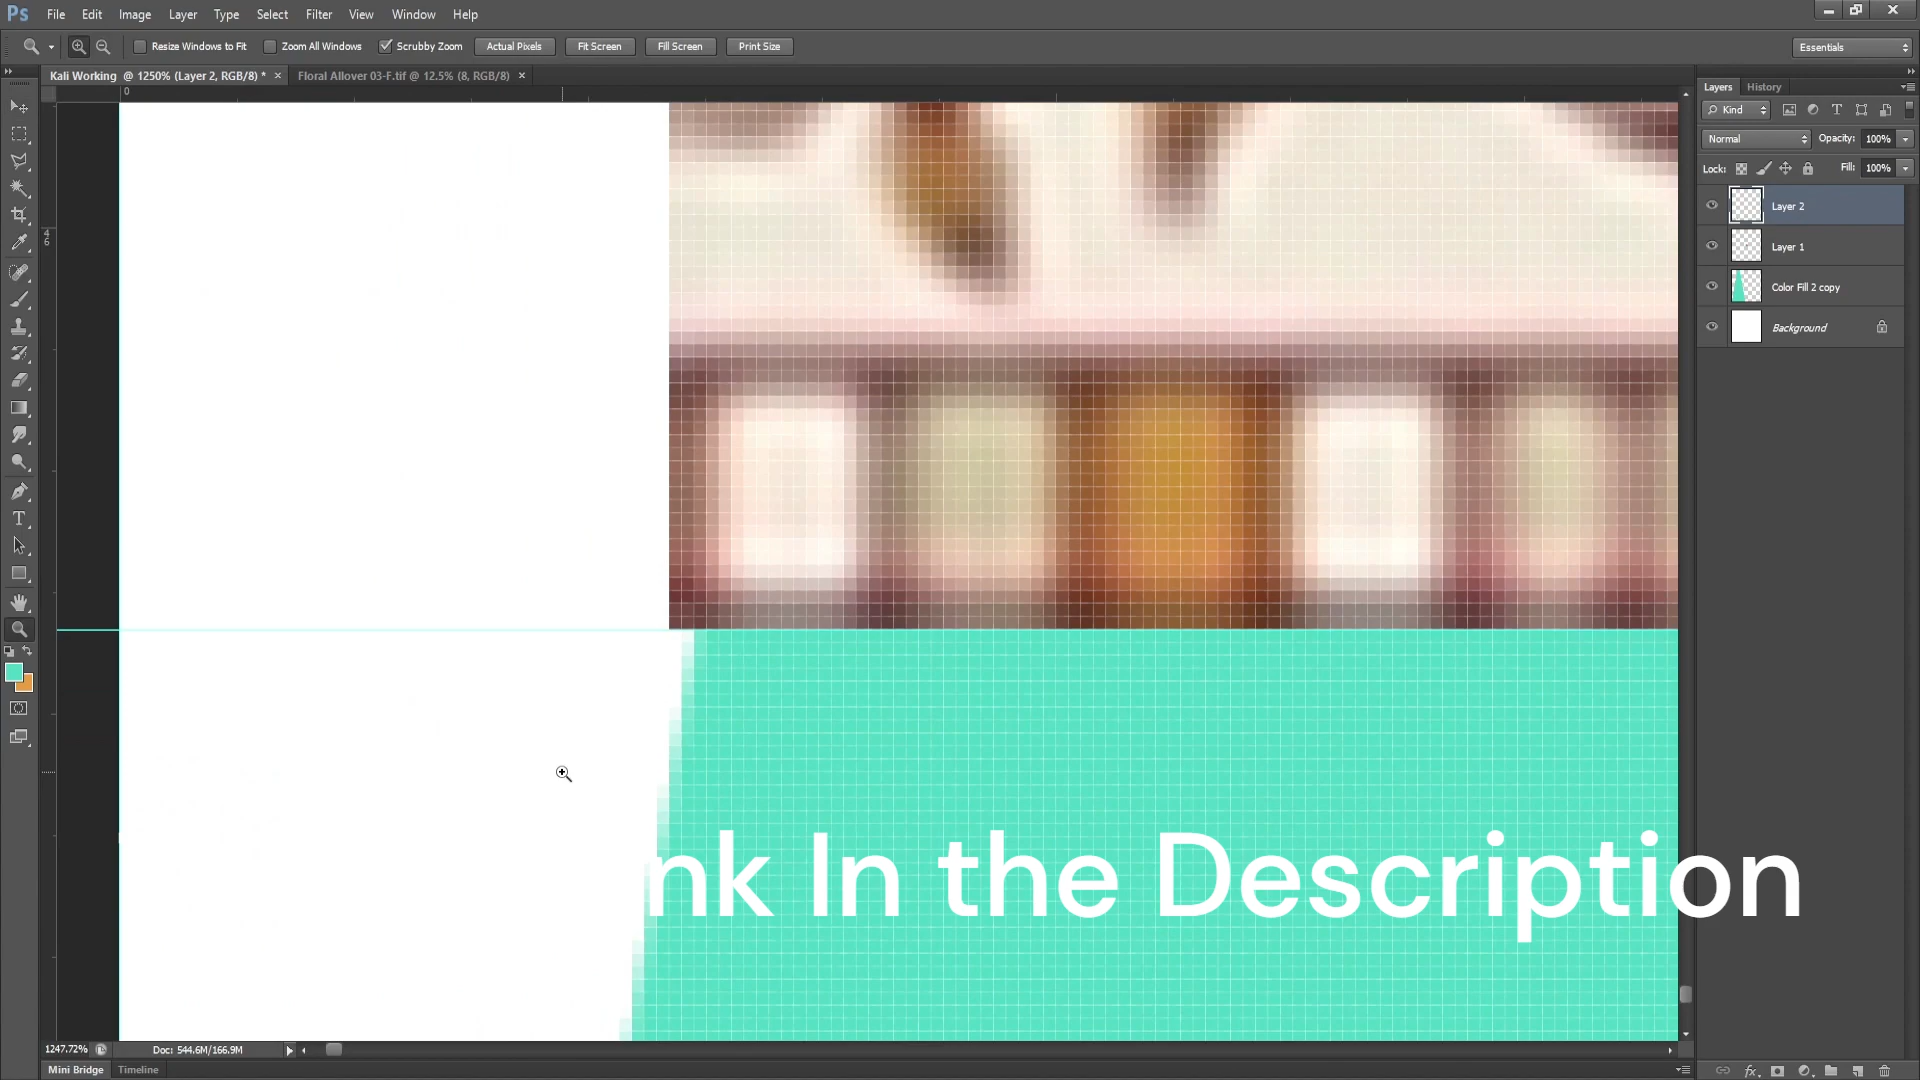 Ps File Edit Image Layer Type Select Filter View Window Help
Resize Windows to Fit Zoom All Windows Scrubby Zoom Actual Pixels Fit Screen Fill Screen Print Size Essentials
Kali Working @ 1250% (Layer 2, RGB/8) * × Floral Allover 03-F.tif @ 12.5% (8, RGB/8) ×
Layers History
0
Kind
Normal Opacity: 100%
Lock: Fill: 100%
Layer 2
4
6
Layer 1
Color Fill 2 copy
Background
nk In the Description
1247.72% Doc: 544.6M/166.9M
Mini Bridge Timeline